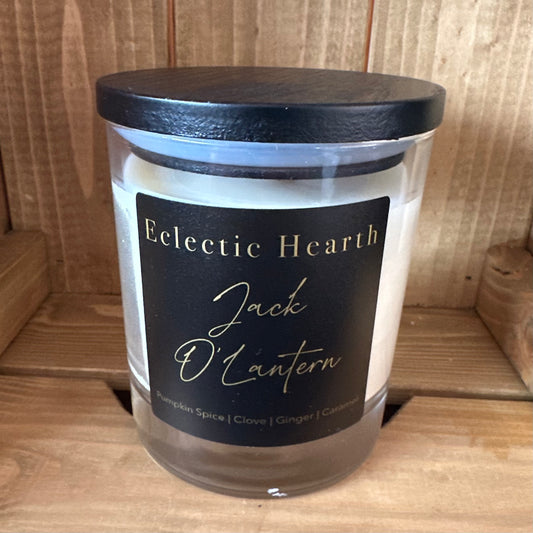 Eclectic Hearth
Jack
O'Lantern
Pumpkin Spice | Clove | Ginger | Caramel